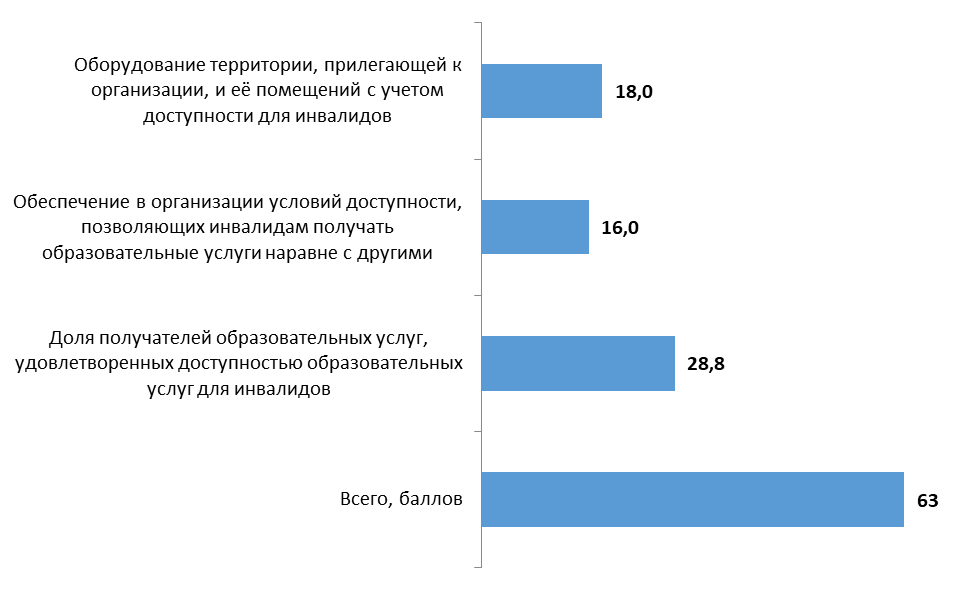 Оборудование территории, прилегающей к
организации, и её помещений с учетом
доступности для инвалидов
18,0
Обеспечение в организации условий доступности,
позволяющих инвалидам получать
образовательные услуги наравне с другими
16,0
Доля получателей образовательных услуг,
удовлетворенных доступностью образовательных
услуг для инвалидов
28,8
Всего, баллов
63